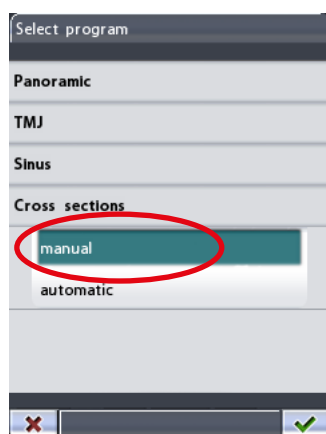 Select program
Panoramic
TMJ
Sinus
Cross sections
manual
automatic